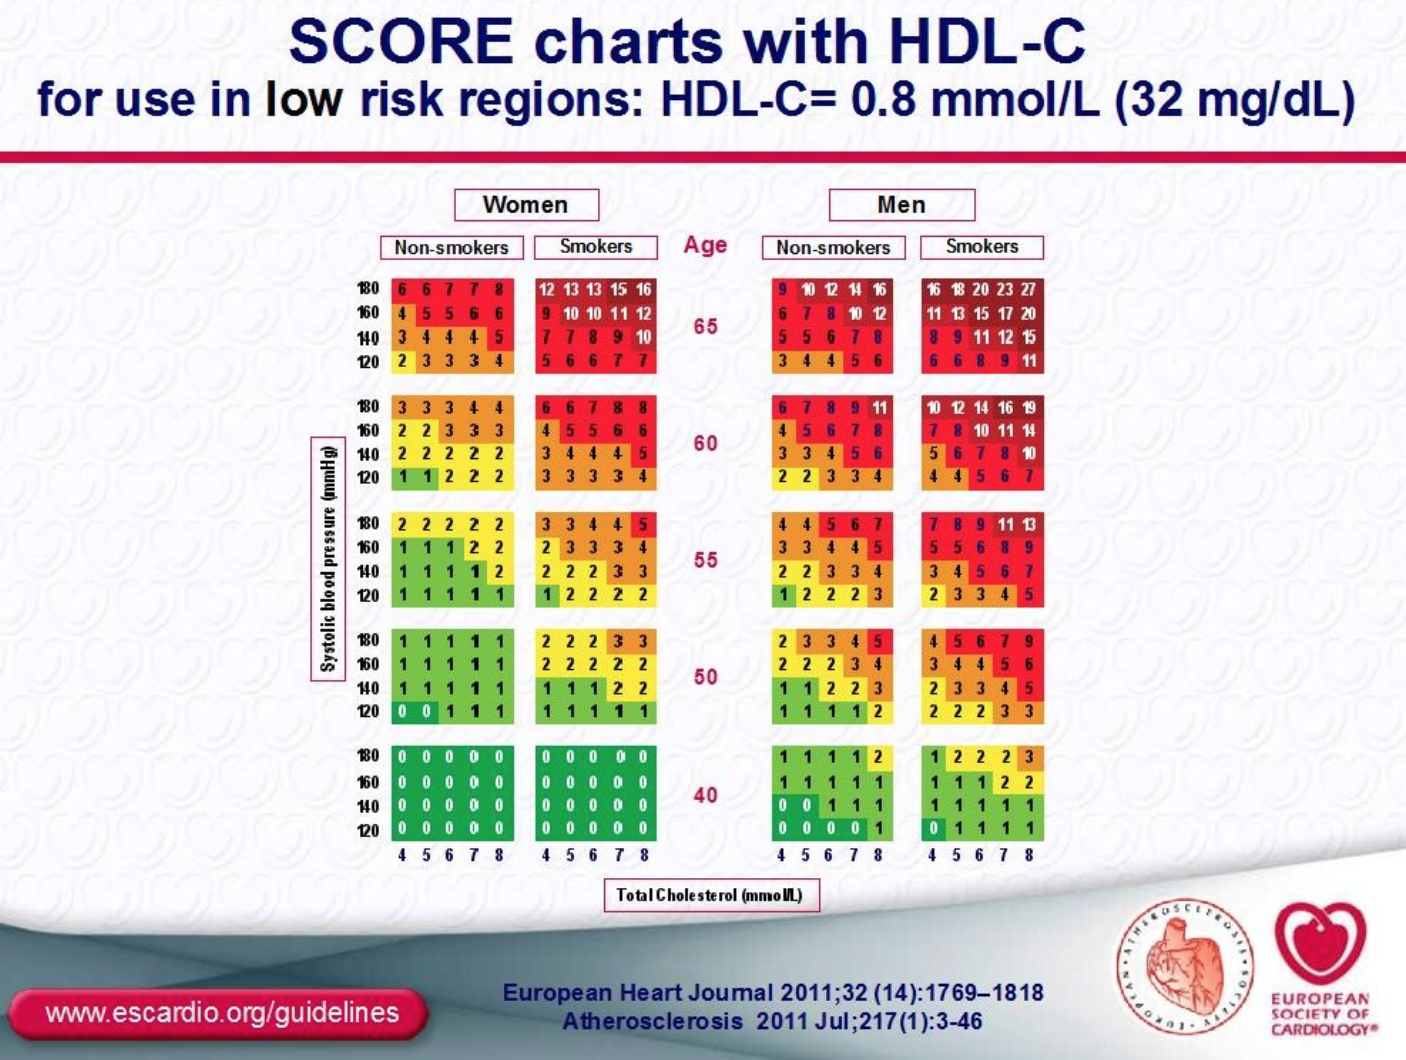 SCORE charts with HDL-C
for use in low risk regions: HDL-C= 0.8 mmol/L (32 mg/dL)
Women Men
Non-smokers Smokers Age Non-smokers Smokers
180 6 6 7 7 8 12 13 13 15 16 9 10 12 14 16 16 18 20 23 27
160 4 5 5 6 6 9 10 10 11 12 6 7 8 10 12 11 13 15 17 20
65
140 3 4 4 4 5 7 7 8 9 10 5 5 6 7 8 8 9 11 12 15
120 2 3 3 3 4 5 6 6 7 7 3 4 4 5 6 6 6 8 9 11
180 3 3 3 4 4 6 6 7 8 8 6 7 8 9 11 10 12 14 16 19
160 2 2 3 3 3 4 5 5 6 6 4 5 6 7 8 7 8 10 11 14
60
140 2 2 2 2 2 3 4 4 4 5 3 3 4 5 6 5 6 7 8 10
120 1 1 2 2 2 3 3 3 3 4 2 2 3 3 4 4 4 5 6 7
Systolic blood pressure (mmHg)
180 2 2 2 2 2 3 3 4 4 5 4 4 5 6 7 7 8 9 11 13
160 1 1 1 2 2 2 3 3 3 4 3 3 4 4 5 5 5 6 8 9
55
140 1 1 1 1 2 2 2 2 3 3 2 2 3 3 4 3 4 5 6 7
120 1 1 1 1 1 1 2 2 2 2 1 2 2 2 3 2 3 3 4 5
180 1 1 1 1 1 2 2 2 3 3 2 3 3 4 5 4 5 6 7 9
160 1 1 1 1 1 2 2 2 2 2 2 2 2 3 4 3 4 4 5 6
50
140 1 1 1 1 1 1 1 1 2 2 1 1 2 2 3 2 3 3 4 5
120 0 0 1 1 1 1 1 1 1 1 1 1 1 1 2 2 2 2 3 3
180 0 0 0 0 0 0 0 0 0 0 1 1 1 1 2 1 2 2 2 3
160 0 0 0 0 0 0 0 0 0 0 1 1 1 1 1 1 1 1 2 2
40
140 0 0 0 0 0 0 0 0 0 0 0 0 1 1 1 1 1 1 1 1
120 0 0 0 0 0 0 0 0 0 0 0 0 0 0 1 0 1 1 1 1
4 5 6 7 8 4 5 6 7 8 4 5 6 7 8 4 5 6 7 8
Total Cholesterol (mmol/L)
EUROPEAN · ATHEROSCLEROSIS · SOCIETY
EUROPEAN
SOCIETY OF
CARDIOLOGY®
www.escardio.org/guidelines
European Heart Journal 2011;32 (14):1769–1818
Atherosclerosis 2011 Jul;217(1):3-46